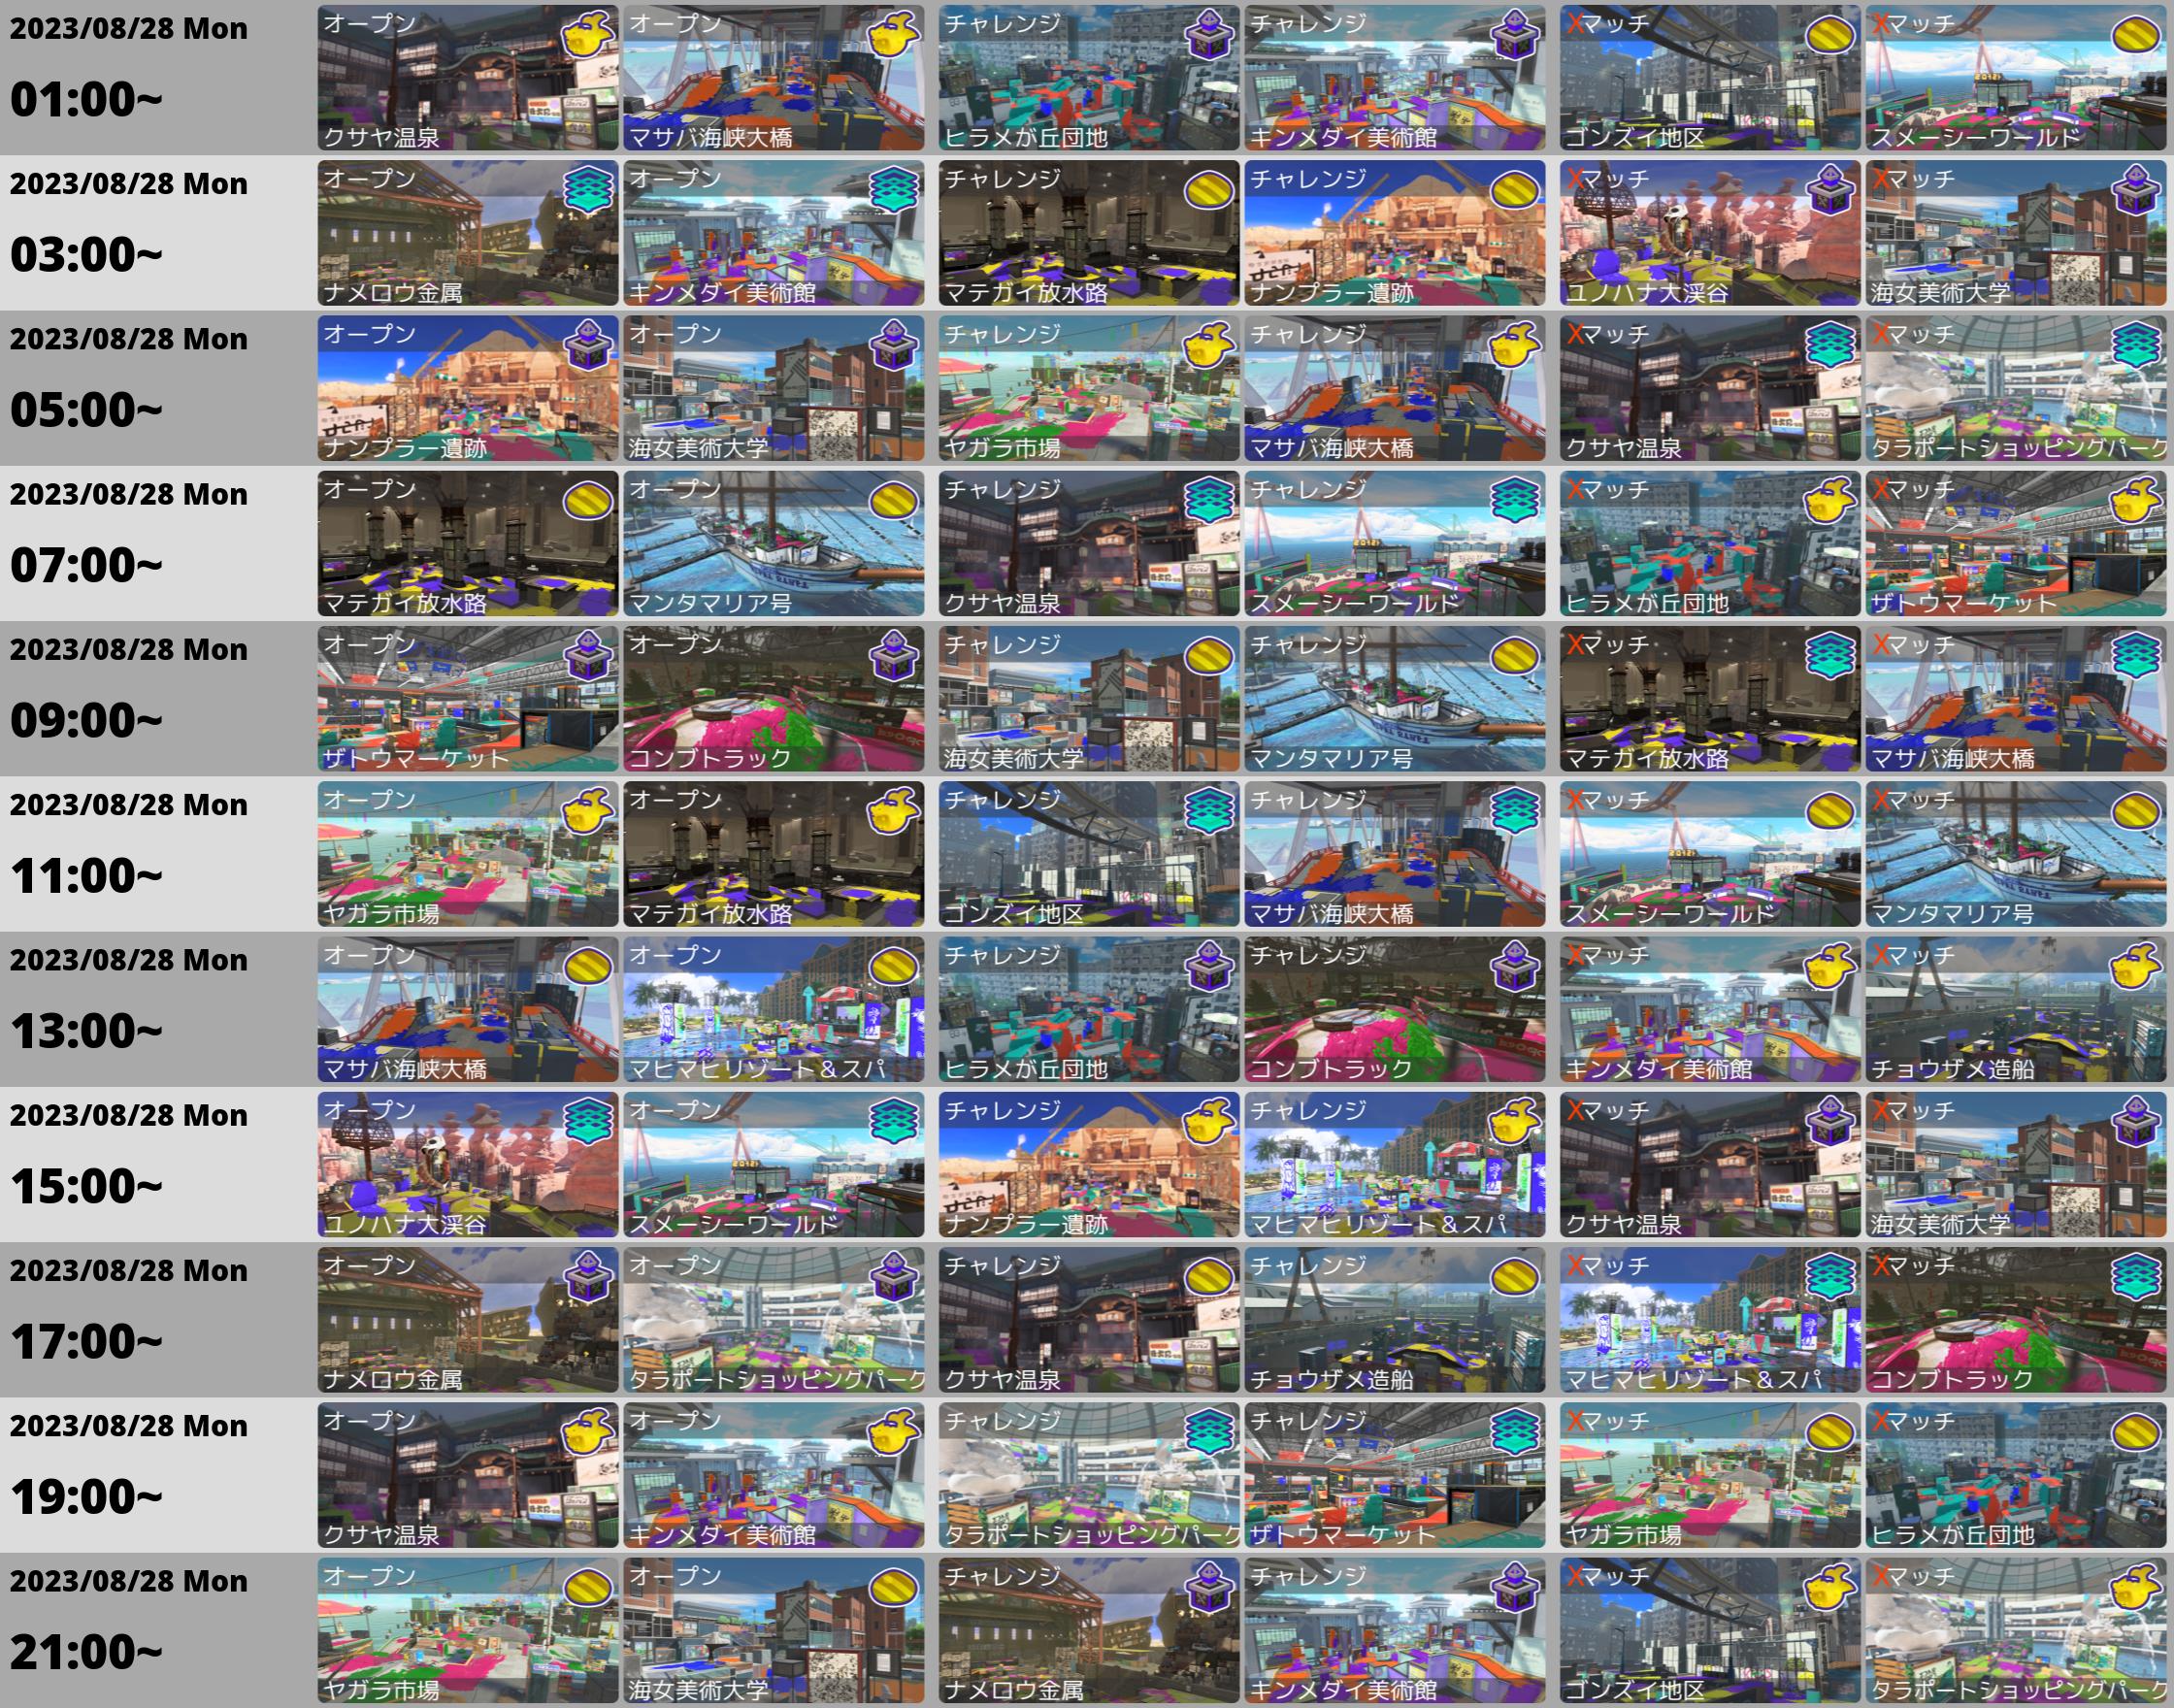 2023/08/28 Mon
01:00~
オープン
クサヤ温泉
オープン
マサバ海峡大橋
チャレンジ
ヒラメが丘団地
チャレンジ
キンメダイ美術館
Xマッチ
ゴンズイ地区
Xマッチ
スメーシーワールド
2023/08/28 Mon
03:00~
オープン
ナメロウ金属
オープン
キンメダイ美術館
チャレンジ
マテガイ放水路
チャレンジ
ナンプラー遺跡
Xマッチ
ユノハナ大渓谷
Xマッチ
海女美術大学
2023/08/28 Mon
05:00~
オープン
ナンプラー遺跡
オープン
海女美術大学
チャレンジ
ヤガラ市場
チャレンジ
マサバ海峡大橋
Xマッチ
クサヤ温泉
Xマッチ
タラポートショッピングパーク
2023/08/28 Mon
07:00~
オープン
マテガイ放水路
オープン
マンタマリア号
チャレンジ
クサヤ温泉
チャレンジ
スメーシーワールド
Xマッチ
ヒラメが丘団地
Xマッチ
ザトウマーケット
2023/08/28 Mon
09:00~
オープン
ザトウマーケット
オープン
コンブトラック
チャレンジ
海女美術大学
チャレンジ
マンタマリア号
Xマッチ
マテガイ放水路
Xマッチ
マサバ海峡大橋
2023/08/28 Mon
11:00~
オープン
ヤガラ市場
オープン
マテガイ放水路
チャレンジ
ゴンズイ地区
チャレンジ
マサバ海峡大橋
Xマッチ
スメーシーワールド
Xマッチ
マンタマリア号
2023/08/28 Mon
13:00~
オープン
マサバ海峡大橋
オープン
マヒマヒリゾート＆スパ
チャレンジ
ヒラメが丘団地
チャレンジ
コンブトラック
Xマッチ
キンメダイ美術館
Xマッチ
チョウザメ造船
2023/08/28 Mon
15:00~
オープン
ユノハナ大渓谷
オープン
スメーシーワールド
チャレンジ
ナンプラー遺跡
チャレンジ
マヒマヒリゾート＆スパ
Xマッチ
クサヤ温泉
Xマッチ
海女美術大学
2023/08/28 Mon
17:00~
オープン
ナメロウ金属
オープン
タラポートショッピングパーク
チャレンジ
クサヤ温泉
チャレンジ
チョウザメ造船
Xマッチ
マヒマヒリゾート＆スパ
Xマッチ
コンブトラック
2023/08/28 Mon
19:00~
オープン
クサヤ温泉
オープン
キンメダイ美術館
チャレンジ
タラポートショッピングパーク
チャレンジ
ザトウマーケット
Xマッチ
ヤガラ市場
Xマッチ
ヒラメが丘団地
2023/08/28 Mon
21:00~
オープン
ヤガラ市場
オープン
海女美術大学
チャレンジ
ナメロウ金属
チャレンジ
キンメダイ美術館
Xマッチ
ゴンズイ地区
Xマッチ
タラポートショッピングパーク